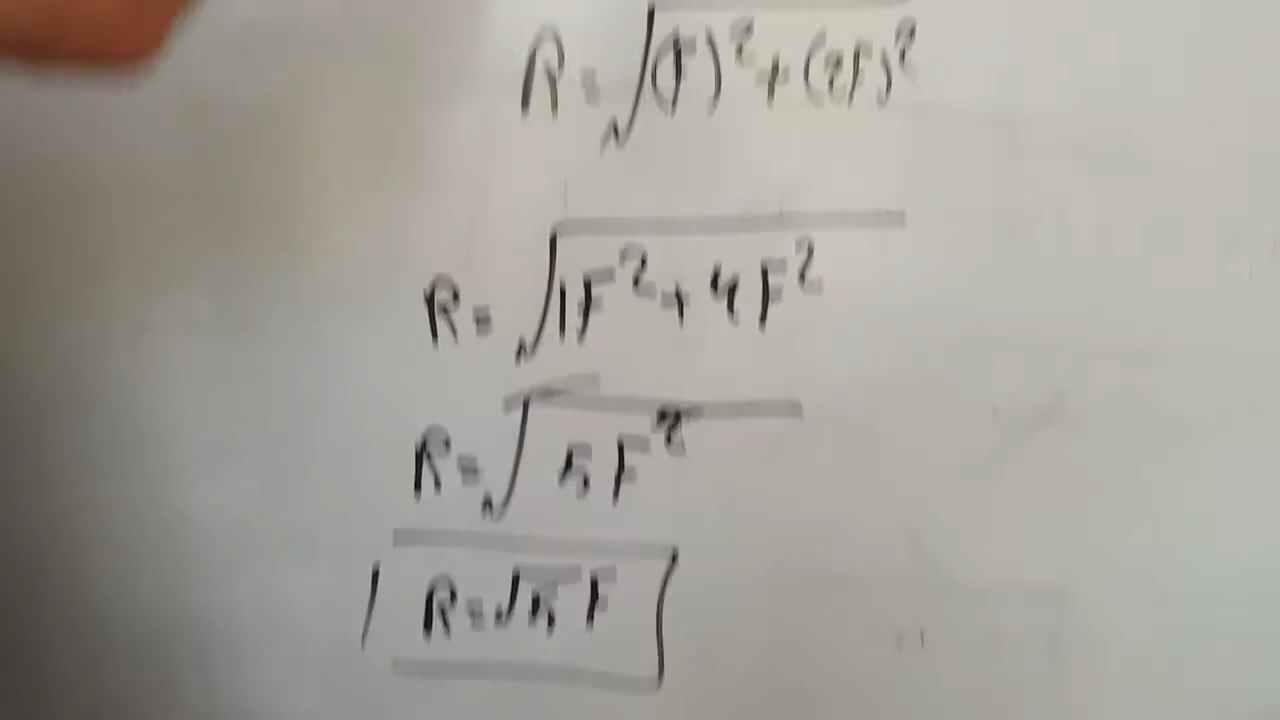 R = √(F)² + (2F)²
R = √1F² + 4F²
R = √5F²
R = √5 F